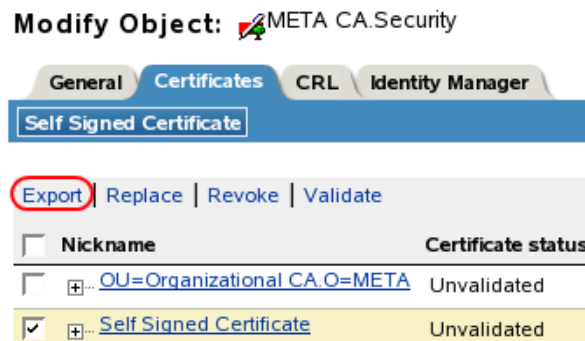 Modify Object: META CA.Security
General Certificates CRL Identity Manager
Self Signed Certificate
Export | Replace | Revoke | Validate
Nickname Certificate status
OU=Organizational CA.O=META Unvalidated
Self Signed Certificate Unvalidated